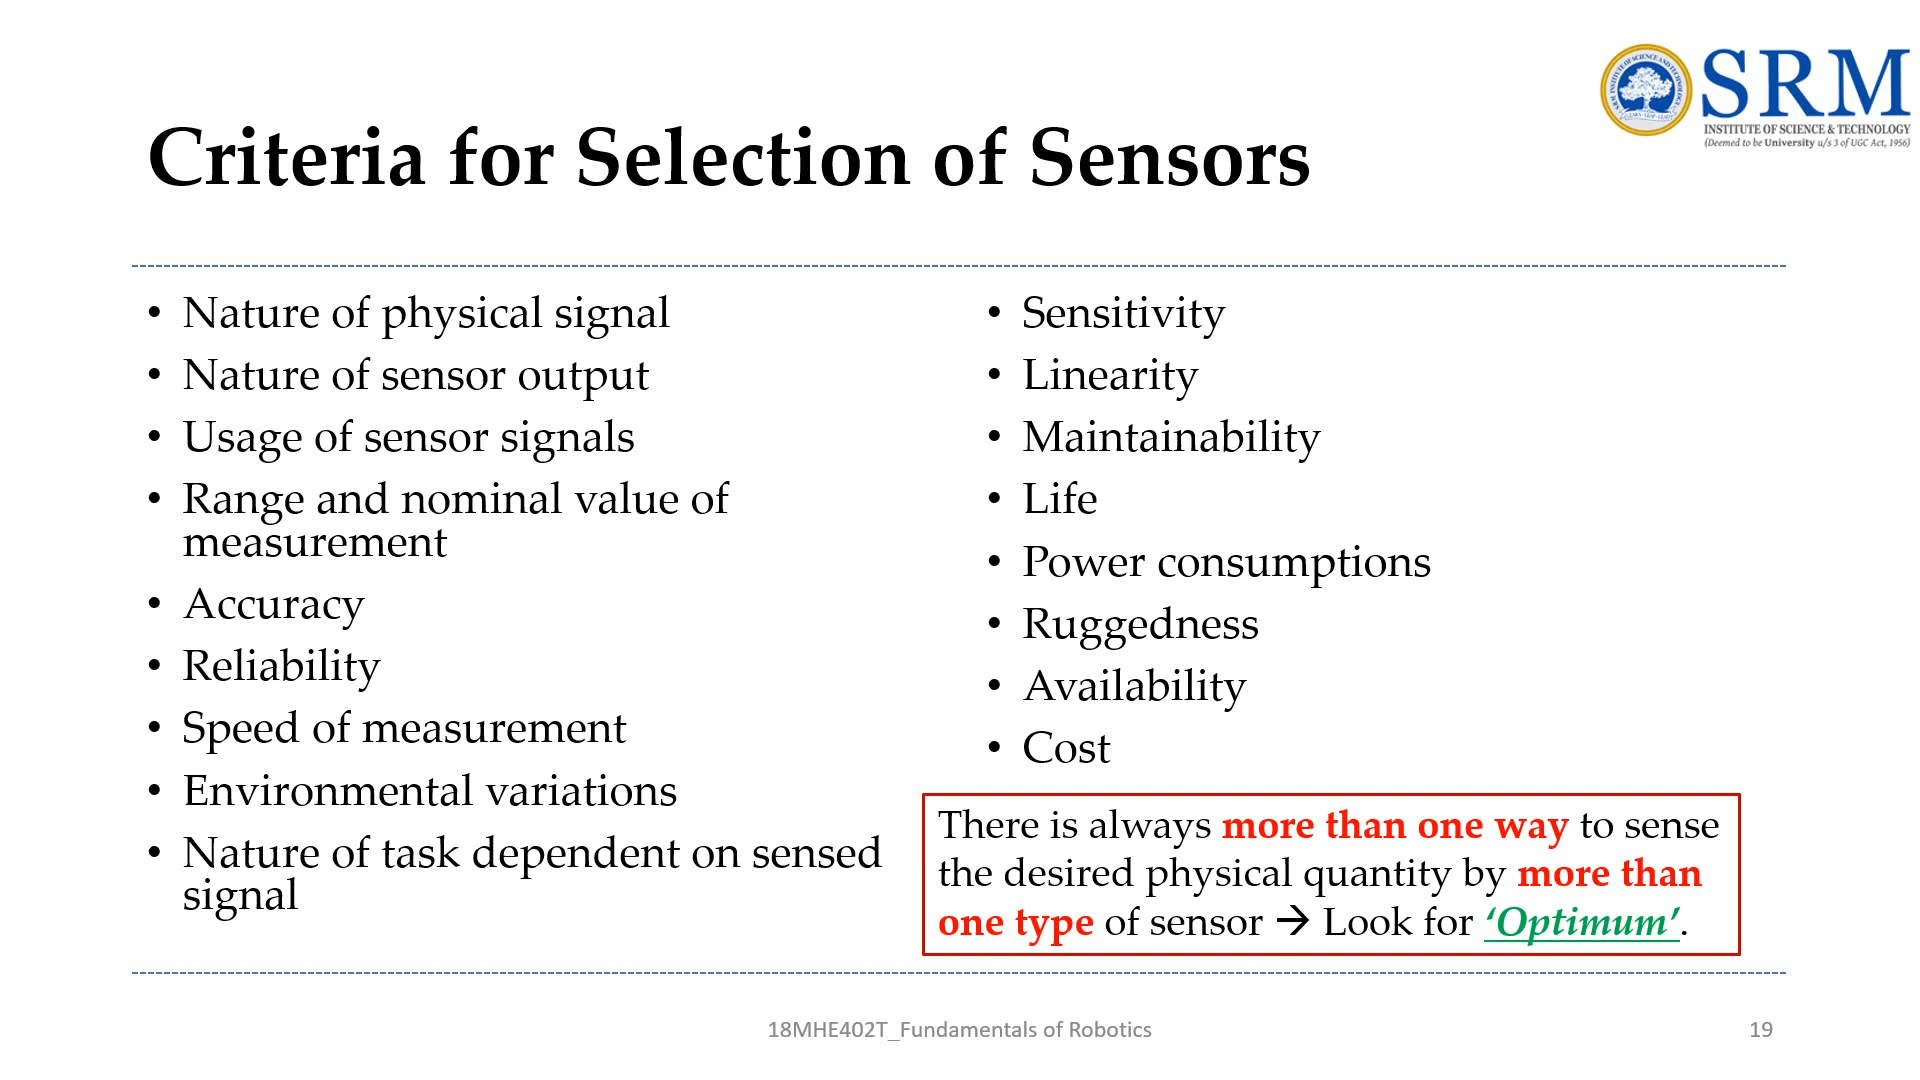 SRM
INSTITUTE OF SCIENCE & TECHNOLOGY
(Deemed to be University u/s 3 of UGC Act, 1956)
Criteria for Selection of Sensors
• Nature of physical signal
• Nature of sensor output
• Usage of sensor signals
• Range and nominal value of
measurement
• Accuracy
• Reliability
• Speed of measurement
• Environmental variations
• Nature of task dependent on sensed
signal
• Sensitivity
• Linearity
• Maintainability
• Life
• Power consumptions
• Ruggedness
• Availability
• Cost
There is always more than one way to sense
the desired physical quantity by more than
one type of sensor → Look for ‘Optimum’.
18MHE402T_Fundamentals of Robotics
19